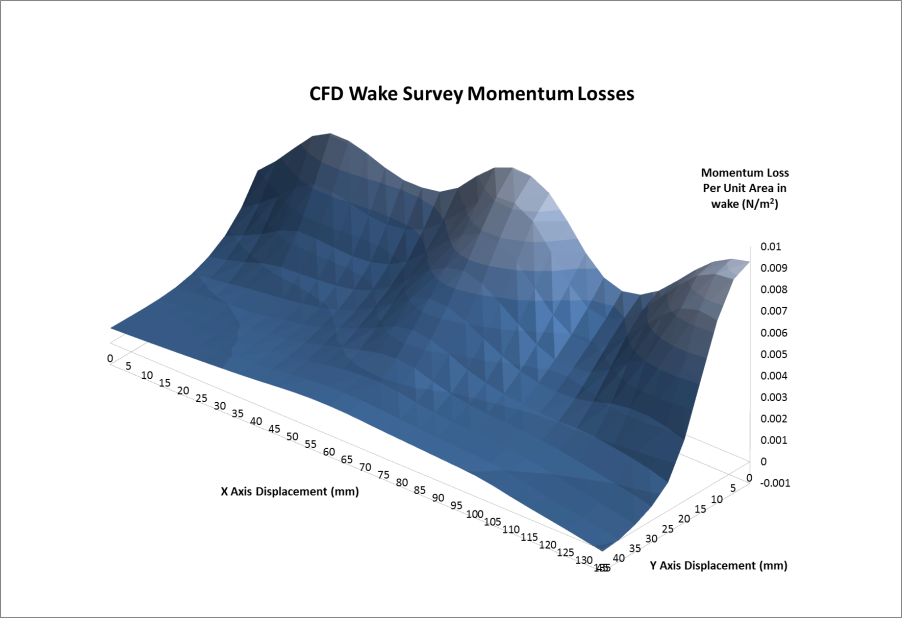 CFD Wake Survey Momentum Losses
Momentum Loss
Per Unit Area in
wake (N/m²)
0.01
0.009
0.008
0.007
0.006
0.005
0.004
0.003
0.002
0.001
0
-0.001
0 5 10 15 20 25 30 35 40 45 50 55 60 65 70 75 80 85 90 95 100 105 110 115 120 125 130 135
X Axis Displacement (mm)
0 5 10 15 20 25 30 35 40 45
Y Axis Displacement (mm)